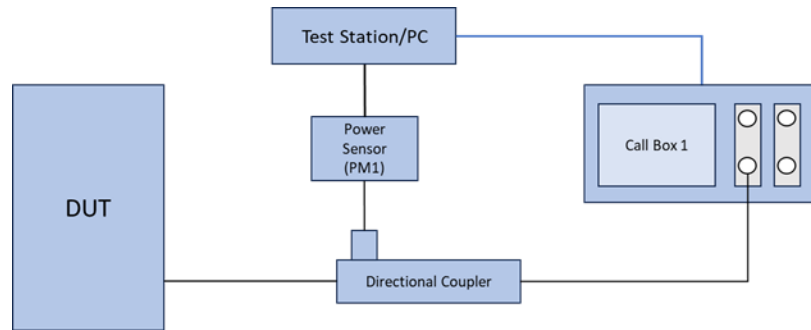 Test Station/PC
Power
Sensor
(PM1)
Call Box 1
DUT
Directional Coupler